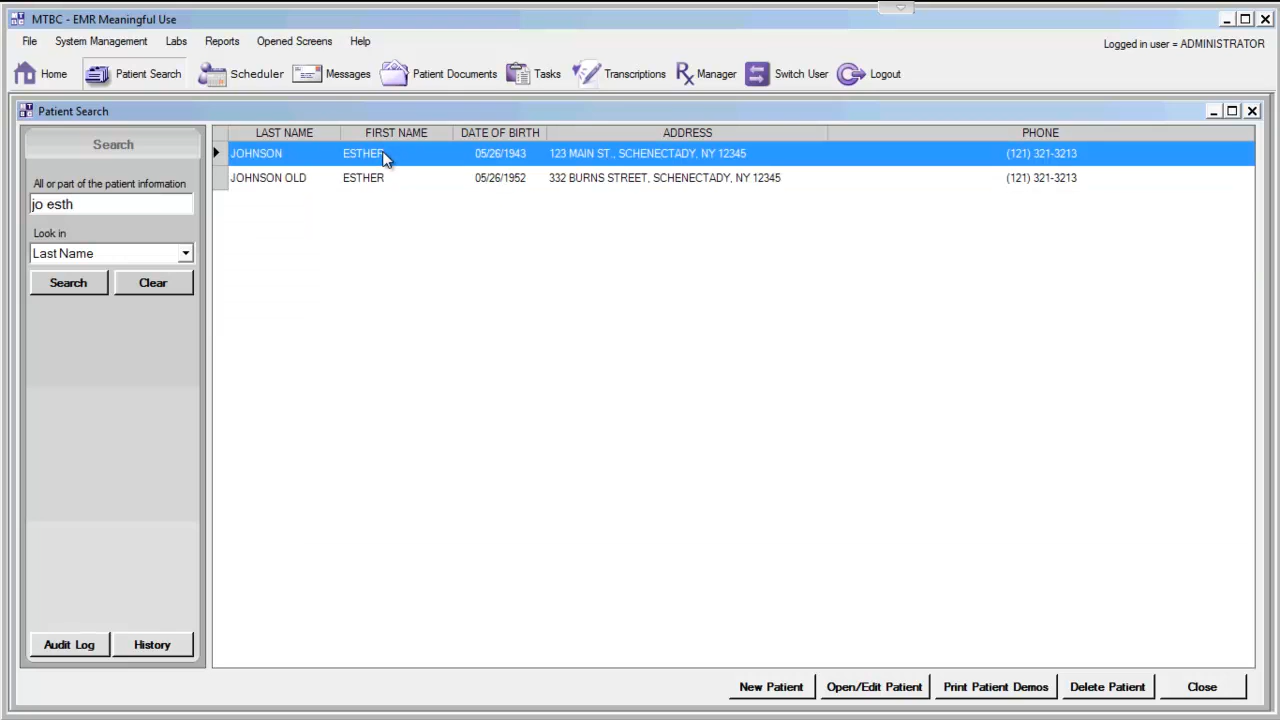 MTBC - EMR Meaningful Use
File System Management Labs Reports Opened Screens Help
Logged in user = ADMINISTRATOR
Home Patient Search Scheduler Messages Patient Documents Tasks Transcriptions Rx Manager Switch User Logout
Patient Search
Search
All or part of the patient information
jo esth
Look in
Last Name
Search Clear
Audit Log History
LAST NAME FIRST NAME DATE OF BIRTH ADDRESS PHONE
JOHNSON ESTHER 05/26/1943 123 MAIN ST., SCHENECTADY, NY 12345 (121) 321-3213
JOHNSON OLD ESTHER 05/26/1952 332 BURNS STREET, SCHENECTADY, NY 12345 (121) 321-3213
New Patient Open/Edit Patient Print Patient Demos Delete Patient Close